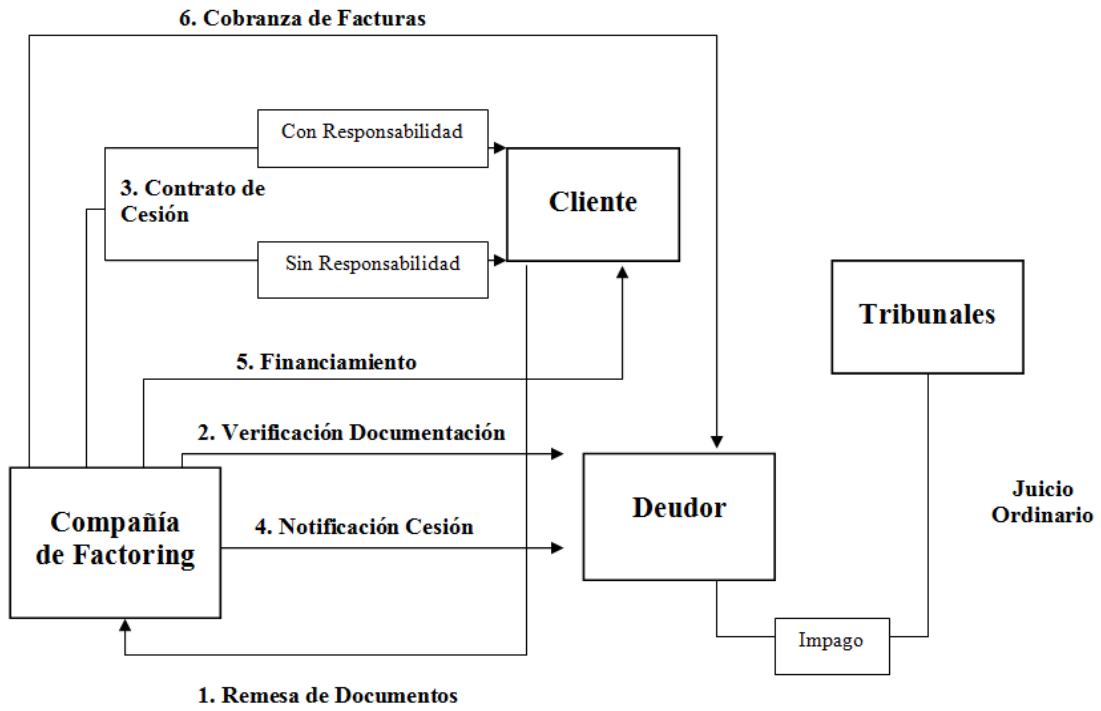 6. Cobranza de Facturas
Con Responsabilidad
3. Contrato de
Cesión
Cliente
Sin Responsabilidad
Tribunales
5. Financiamiento
2. Verificación Documentación
Compañía
de Factoring
4. Notificación Cesión
Deudor
Juicio
Ordinario
Impago
1. Remesa de Documentos